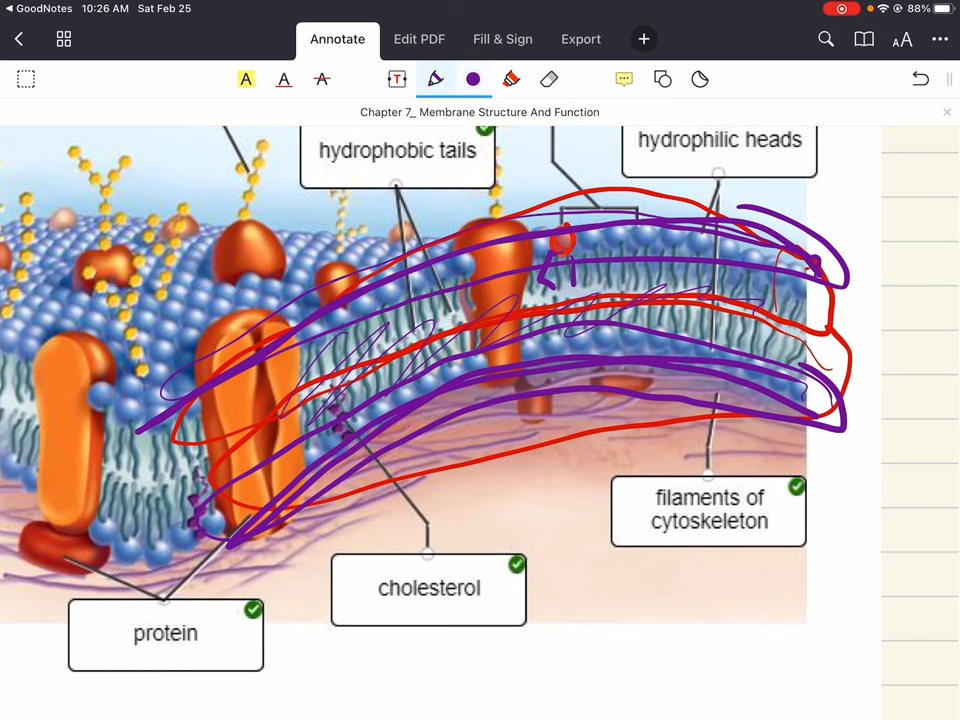 GoodNotes 10:26 AM Sat Feb 25 88%
Annotate Edit PDF Fill & Sign Export
AA
A A A T
Chapter 7_ Membrane Structure And Function
hydrophobic tails
hydrophilic heads
filaments of
cytoskeleton
cholesterol
protein